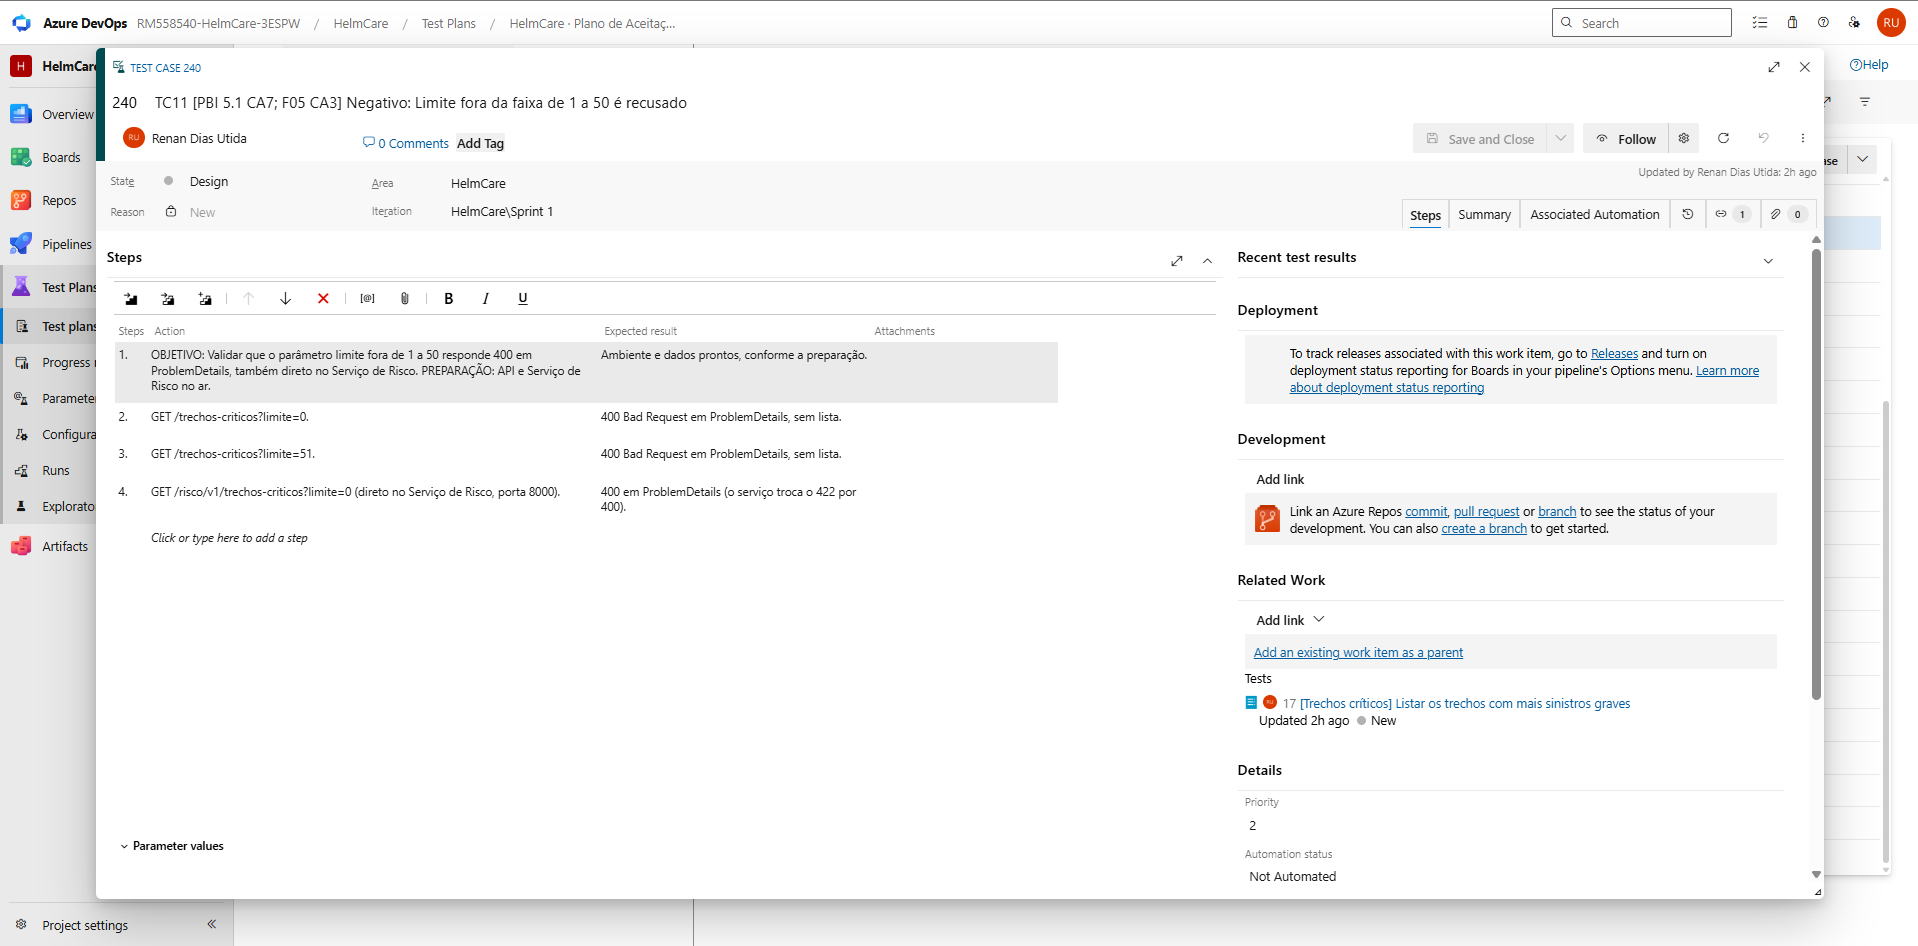 Azure DevOps RM558540-HelmCare-3ESPW / HelmCare / Test Plans / HelmCare · Plano de Aceitaç...
Search
RU
H HelmCare
Help
TEST CASE 240
240 TC11 [PBI 5.1 CA7; F05 CA3] Negativo: Limite fora da faixa de 1 a 50 é recusado
RU Renan Dias Utida
0 Comments
Add Tag
Save and Close
Follow
State Design
Area HelmCare
Updated by Renan Dias Utida: 2h ago
Reason New
Iteration HelmCare\Sprint 1
Steps Summary Associated Automation 1 0
Overview
Boards
Repos
Pipelines
Test Plans
Test plans
Progress
Configura
Runs
Artifacts
Project settings
Steps
Steps Action Expected result Attachments
1. OBJETIVO: Validar que o parâmetro limite fora de 1 a 50 responde 400 em
ProblemDetails, também direto no Serviço de Risco. PREPARAÇÃO: API e Serviço de
Risco no ar.
Ambiente e dados prontos, conforme a preparação.
2. GET /trechos-criticos?limite=0.
400 Bad Request em ProblemDetails, sem lista.
3. GET /trechos-criticos?limite=51.
400 Bad Request em ProblemDetails, sem lista.
4. GET /risco/v1/trechos-criticos?limite=0 (direto no Serviço de Risco, porta 8000).
400 em ProblemDetails (o serviço troca o 422 por
400).
Click or type here to add a step
Parameter values
Recent test results
Deployment
To track releases associated with this work item, go to Releases and turn on
deployment status reporting for Boards in your pipeline's Options menu. Learn more
about deployment status reporting
Development
Add link
Link an Azure Repos commit, pull request or branch to see the status of your
development. You can also create a branch to get started.
Related Work
Add link
Add an existing work item as a parent
Tests
17 [Trechos críticos] Listar os trechos com mais sinistros graves
Updated 2h ago New
Details
Priority
2
Automation status
Not Automated